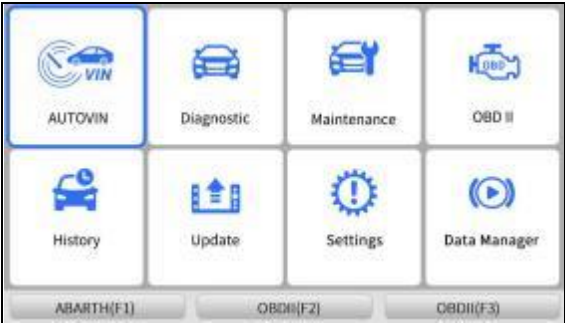 VIN
OBD
AUTOVIN Diagnostic Maintenance OBD II
History Update Settings Data Manager
ABARTH(F1) OBDII(F2) OBDII(F3)